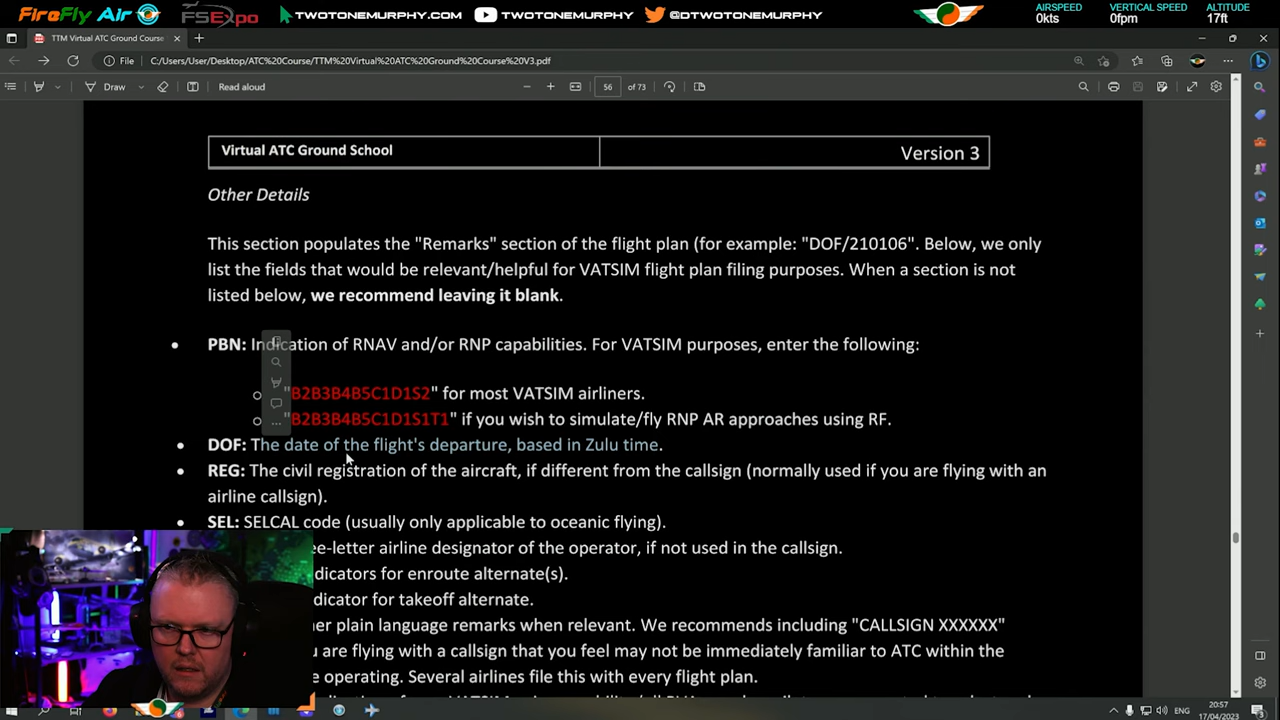 FireFly Air
FSExpo
TWOTONEMURPHY.COM
TWOTONEMURPHY
@DTWOTONEMURPHY
AIRSPEED
0kts
VERTICAL SPEED
0fpm
ALTITUDE
17ft
TTM Virtual ATC Ground Course
File
C:/Users/User/Desktop/ATC%20Course/TTM%20Virtual%20ATC%20Ground%20Course%20V3.pdf
Draw
Read aloud
56
of 73
Virtual ATC Ground School
Version 3
Other Details
This section populates the "Remarks" section of the flight plan (for example: "DOF/210106". Below, we only
list the fields that would be relevant/helpful for VATSIM flight plan filing purposes. When a section is not
listed below, we recommend leaving it blank.
• PBN: Indication of RNAV and/or RNP capabilities. For VATSIM purposes, enter the following:
o "B2B3B4B5C1D1S2" for most VATSIM airliners.
o "B2B3B4B5C1D1S1T1" if you wish to simulate/fly RNP AR approaches using RF.
• DOF: The date of the flight's departure, based in Zulu time.
• REG: The civil registration of the aircraft, if different from the callsign (normally used if you are flying with an
airline callsign).
• SEL: SELCAL code (usually only applicable to oceanic flying).
ee-letter airline designator of the operator, if not used in the callsign.
dicators for enroute alternate(s).
dicator for takeoff alternate.
her plain language remarks when relevant. We recommends including "CALLSIGN XXXXXX"
u are flying with a callsign that you feel may not be immediately familiar to ATC within the
e operating. Several airlines file this with every flight plan.
ENG
20:57
17/04/2023